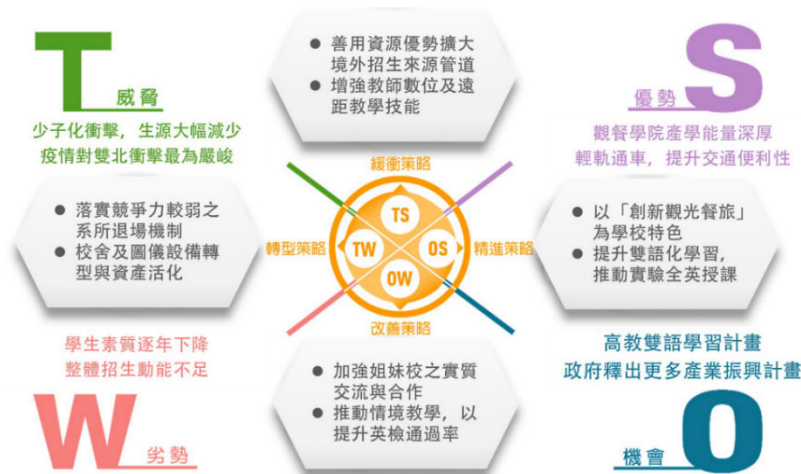 T 威脅
少子化衝擊，生源大幅減少
疫情對雙北衝擊最為嚴峻
● 善用資源優勢擴大
境外招生來源管道
● 增強教師數位及遠
距教學技能
S 優勢
觀餐學院產學能量深厚
輕軌通車，提升交通便利性
● 落實競爭力較弱之
系所退場機制
● 校舍及圖儀設備轉
型與資產活化
緩衝策略
轉型策略
TS
TW
OS
OW
精進策略
改善策略
● 以「創新觀光餐旅」
為學校特色
● 提升雙語化學習，
推動實驗全英授課
學生素質逐年下降
整體招生動能不足
W 劣勢
● 加強姐妹校之實質
交流與合作
● 推動情境教學，以
提升英檢通過率
高教雙語學習計畫
政府釋出更多產業振興計畫
機會 O